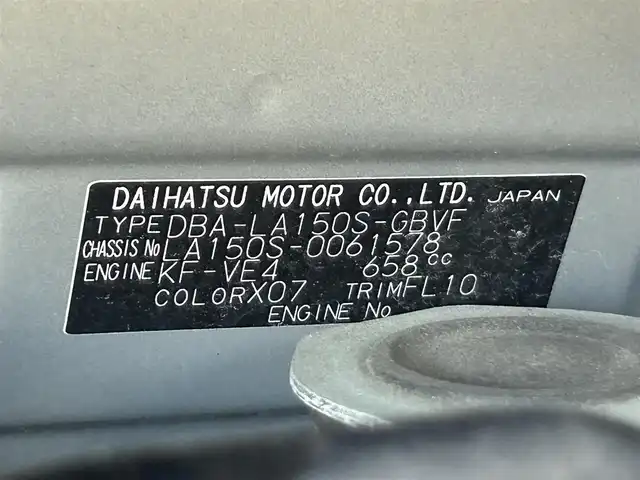 DAIHATSU MOTOR CO.,LTD. JAPAN
TYPE DBA-LA150S-GBVF
CHASSIS No LA150S-0061578
ENGINE KF-VE4 658cc
COLOR X07 TRIM FL10
ENGINE No